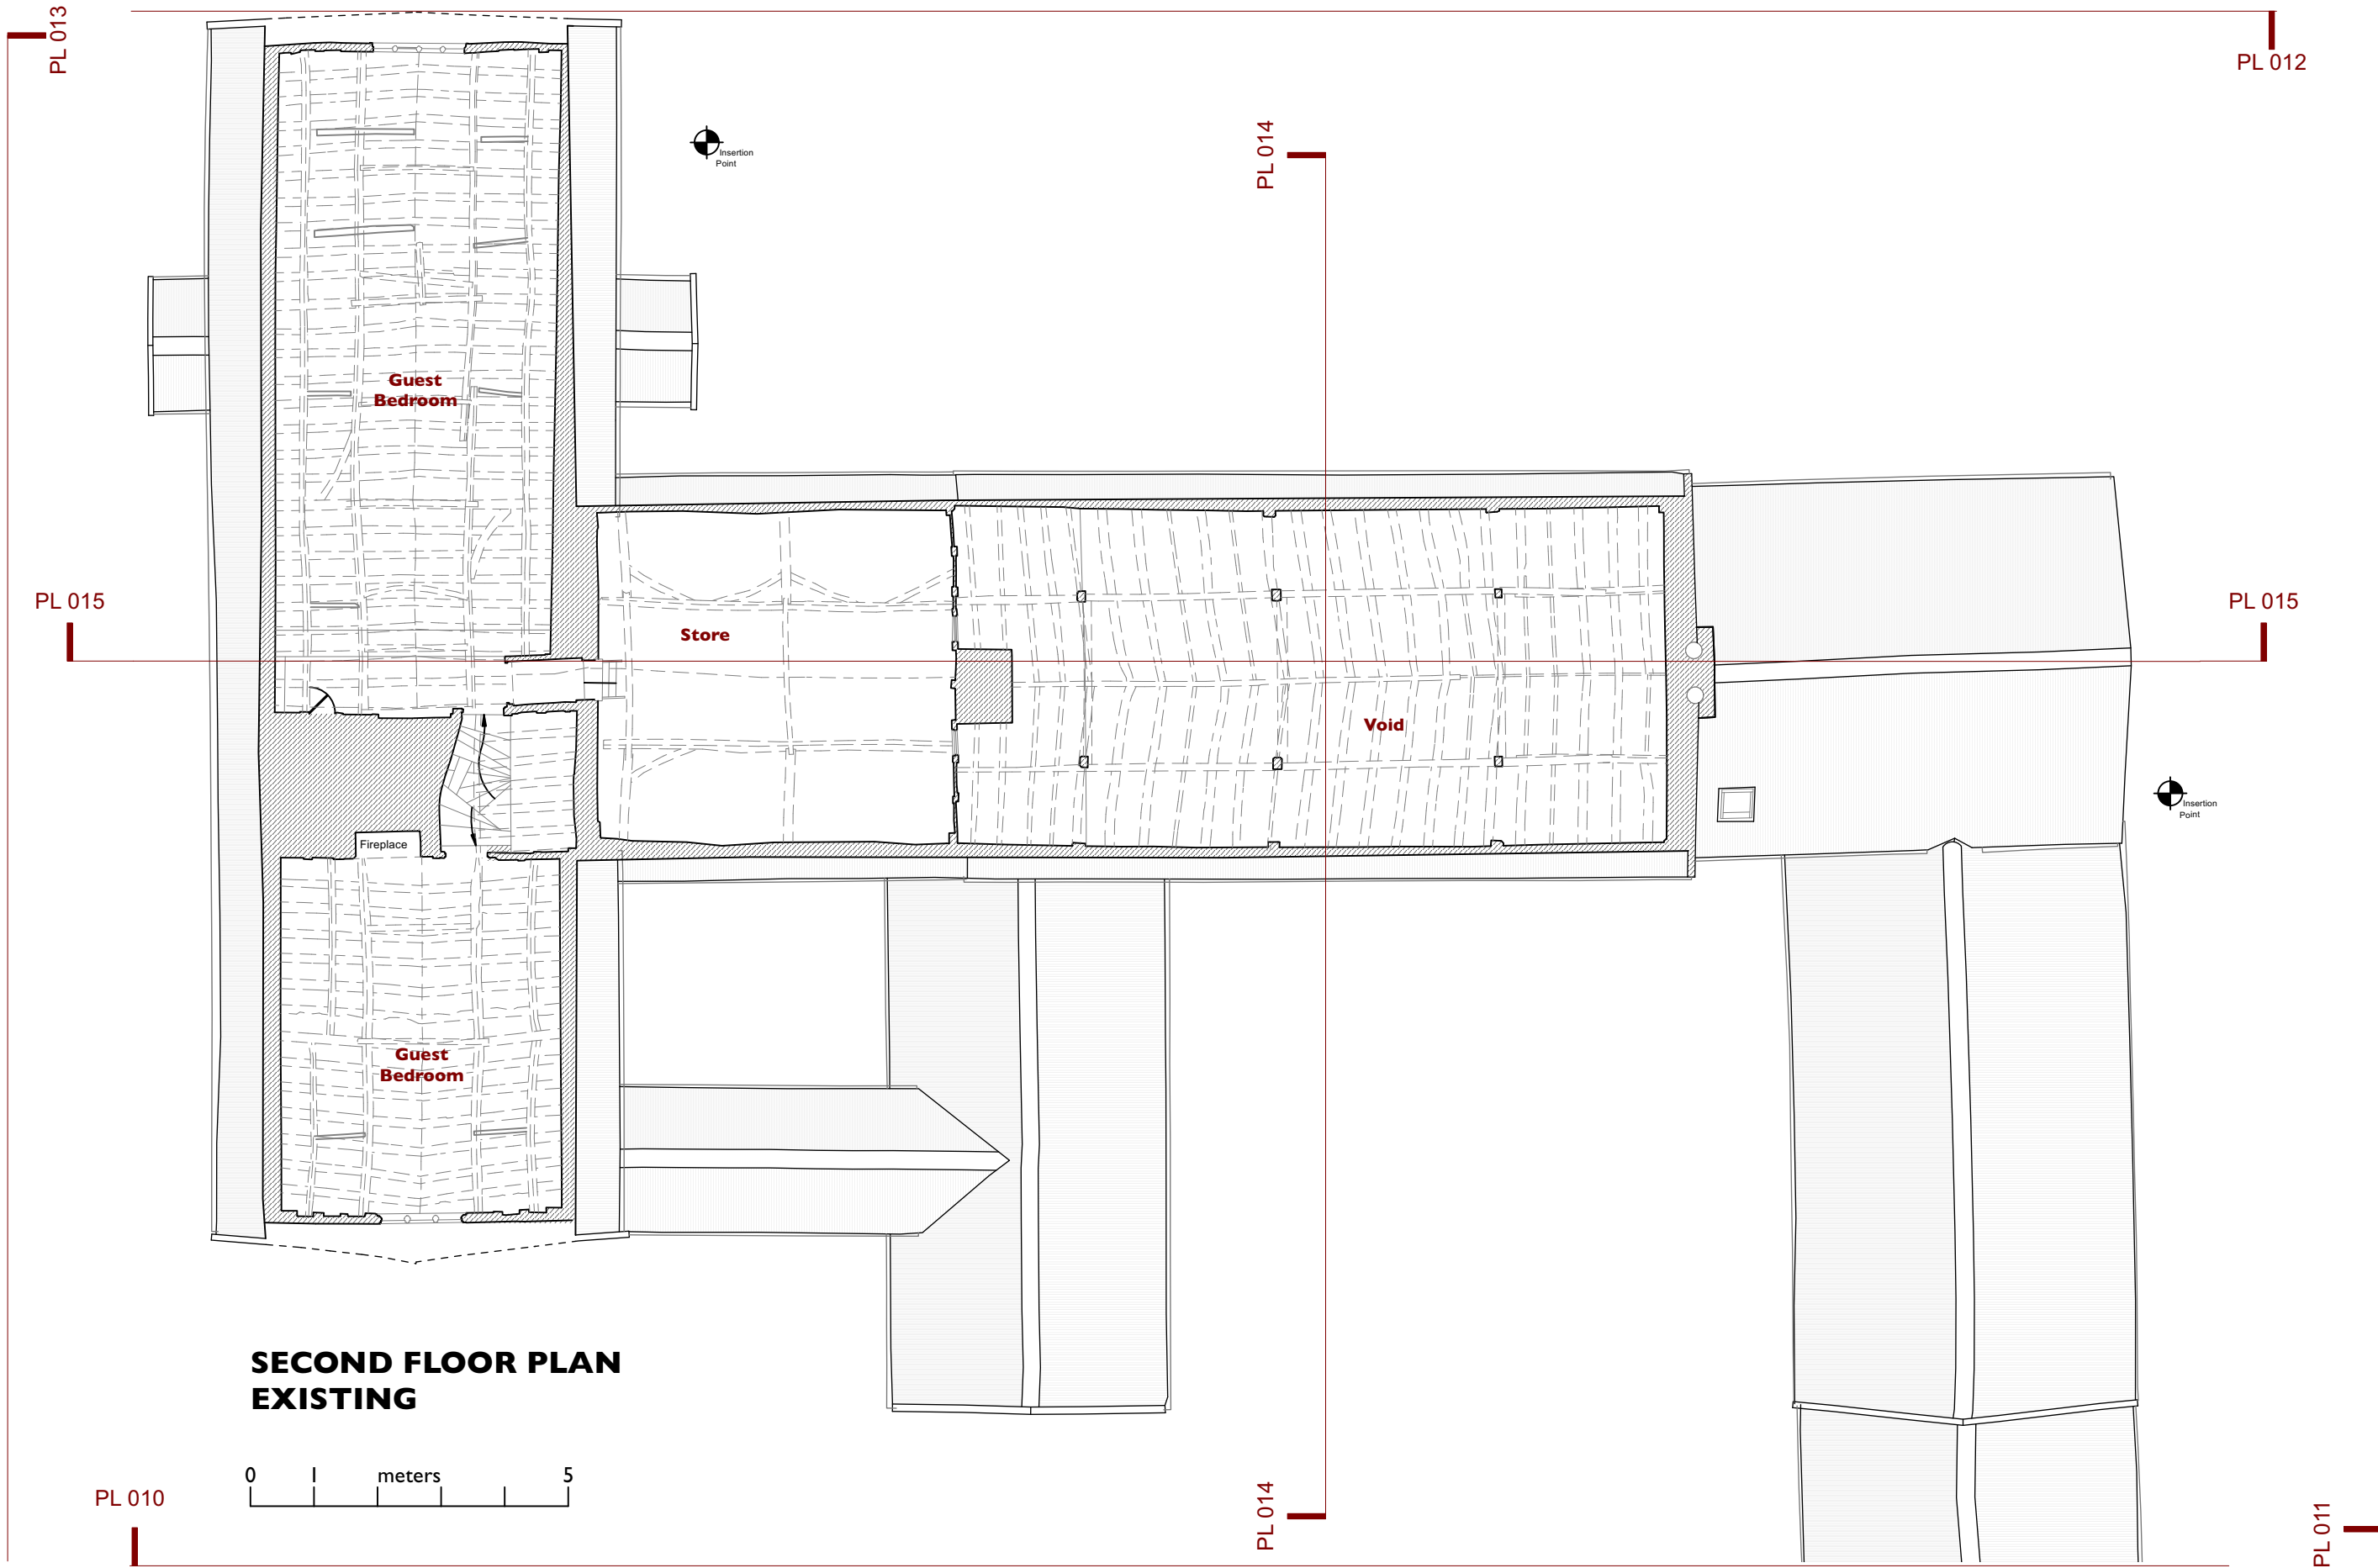 PL 013
PL 012
PL 014
Insertion
Point
Guest
Bedroom
PL 015
PL 015
Store
Void
Insertion
Point
Fireplace
Guest
Bedroom
SECOND FLOOR PLAN
EXISTING
0 1 meters 5
PL 010
PL 014
PL 011